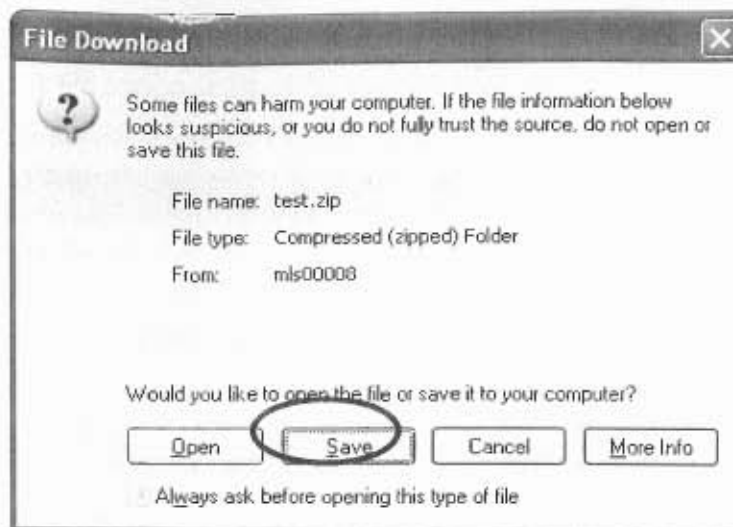 File Download
Some files can harm your computer. If the file information below
looks suspicious, or you do not fully trust the source, do not open or
save this file.
File name: test.zip
File type: Compressed (zipped) Folder
From: mls00008
Would you like to open the file or save it to your computer?
Open Save Cancel More Info
Always ask before opening this type of file